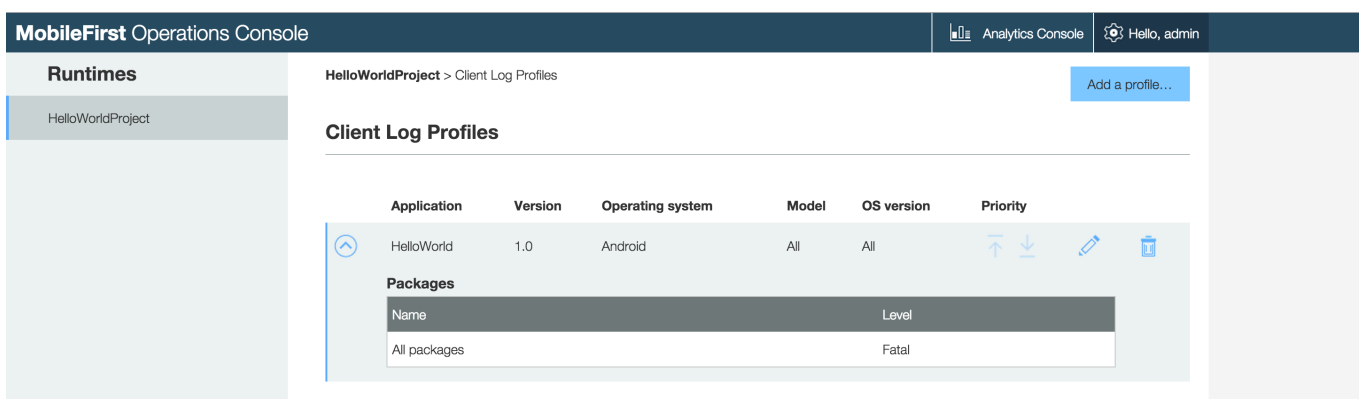 MobileFirst Operations Console
Analytics Console
Hello, admin
Runtimes
HelloWorldProject
HelloWorldProject > Client Log Profiles
Add a profile...
Client Log Profiles
Application Version Operating system Model OS version Priority
HelloWorld 1.0 Android All All
Packages
Name Level
All packages Fatal